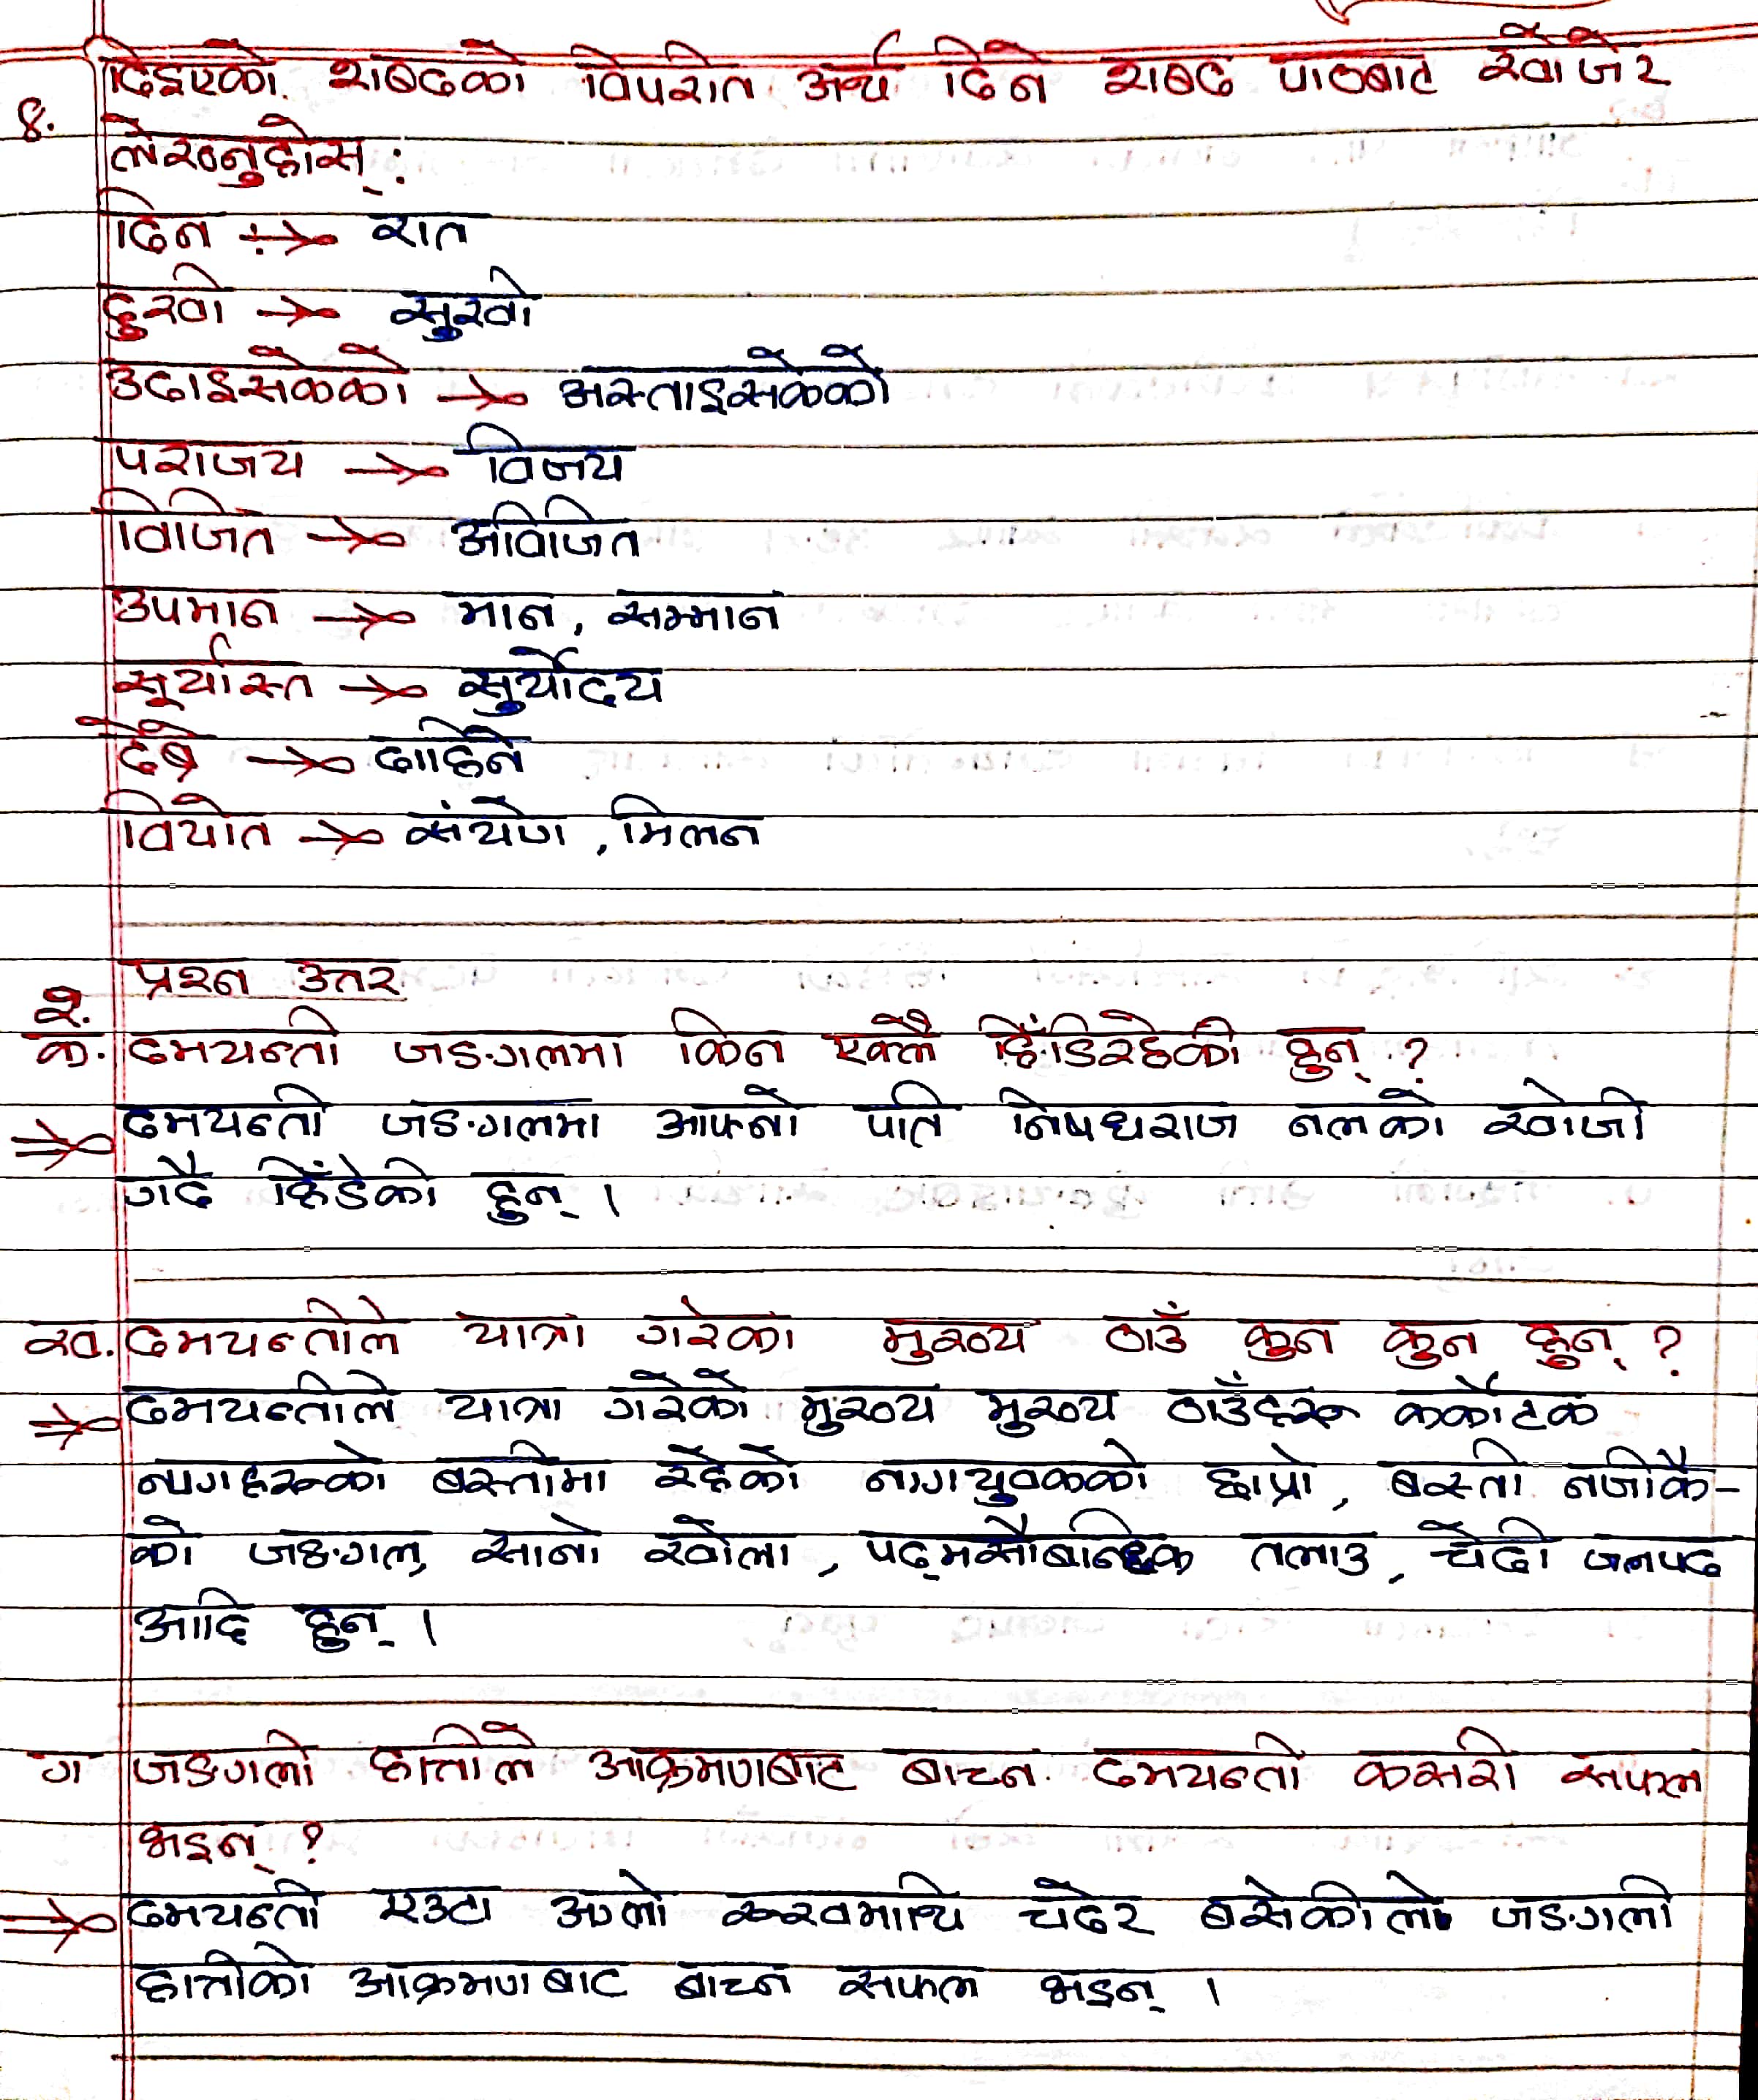 ४. दिइएको शब्दको विपरीत अर्थ दिने शब्द पाठबाट खोजेर
लेख्नुहोस् :
दिन ÷→ रात
दुखी → सुखी
उदाइसकेको → अस्ताइसकेको
पराजय → विजय
विजित → अविजित
उपमान → मान, सम्मान
सूर्यास्त → सुर्योदय
देब्रे → दाहिने
वियोत → संयोग, मिलन
प्रश्न उत्तर
२.
क. दमयन्ती जङ्गलमा किन एक्लै हिँडिरहेकी हुन् ?
⇒ दमयन्ती जङ्गलमा आफ्नो पति निषधराज नलको खोजी
गर्दै हिँडेकी हुन् ।
ख. दमयन्तीले यात्रा गरेका मुख्य ठाउँ कुन कुन हुन् ?
⇒ दमयन्तीले यात्रा गरेको मुख्य मुख्य ठाउँहरू कर्कोटक
नागहरूको बस्तीमा रहेको नागयुवकको छाप्रो, बस्ती नजीकै-
को जङ्गल, सानो खोला, पद्मसौबान्धिक तलाउ, चेदी जनपद
आदि हुन् ।
ग जङ्गली हात्तीले आक्रमणबाट बाच्न दमयन्ती कसरी सफल
भइन् ?
⇒ दमयन्ती एउटा अग्लो रूखमाथि चढेर बसेकीले जङ्गली
हात्तीको आक्रमणबाट बाच्न सफल भइन् ।